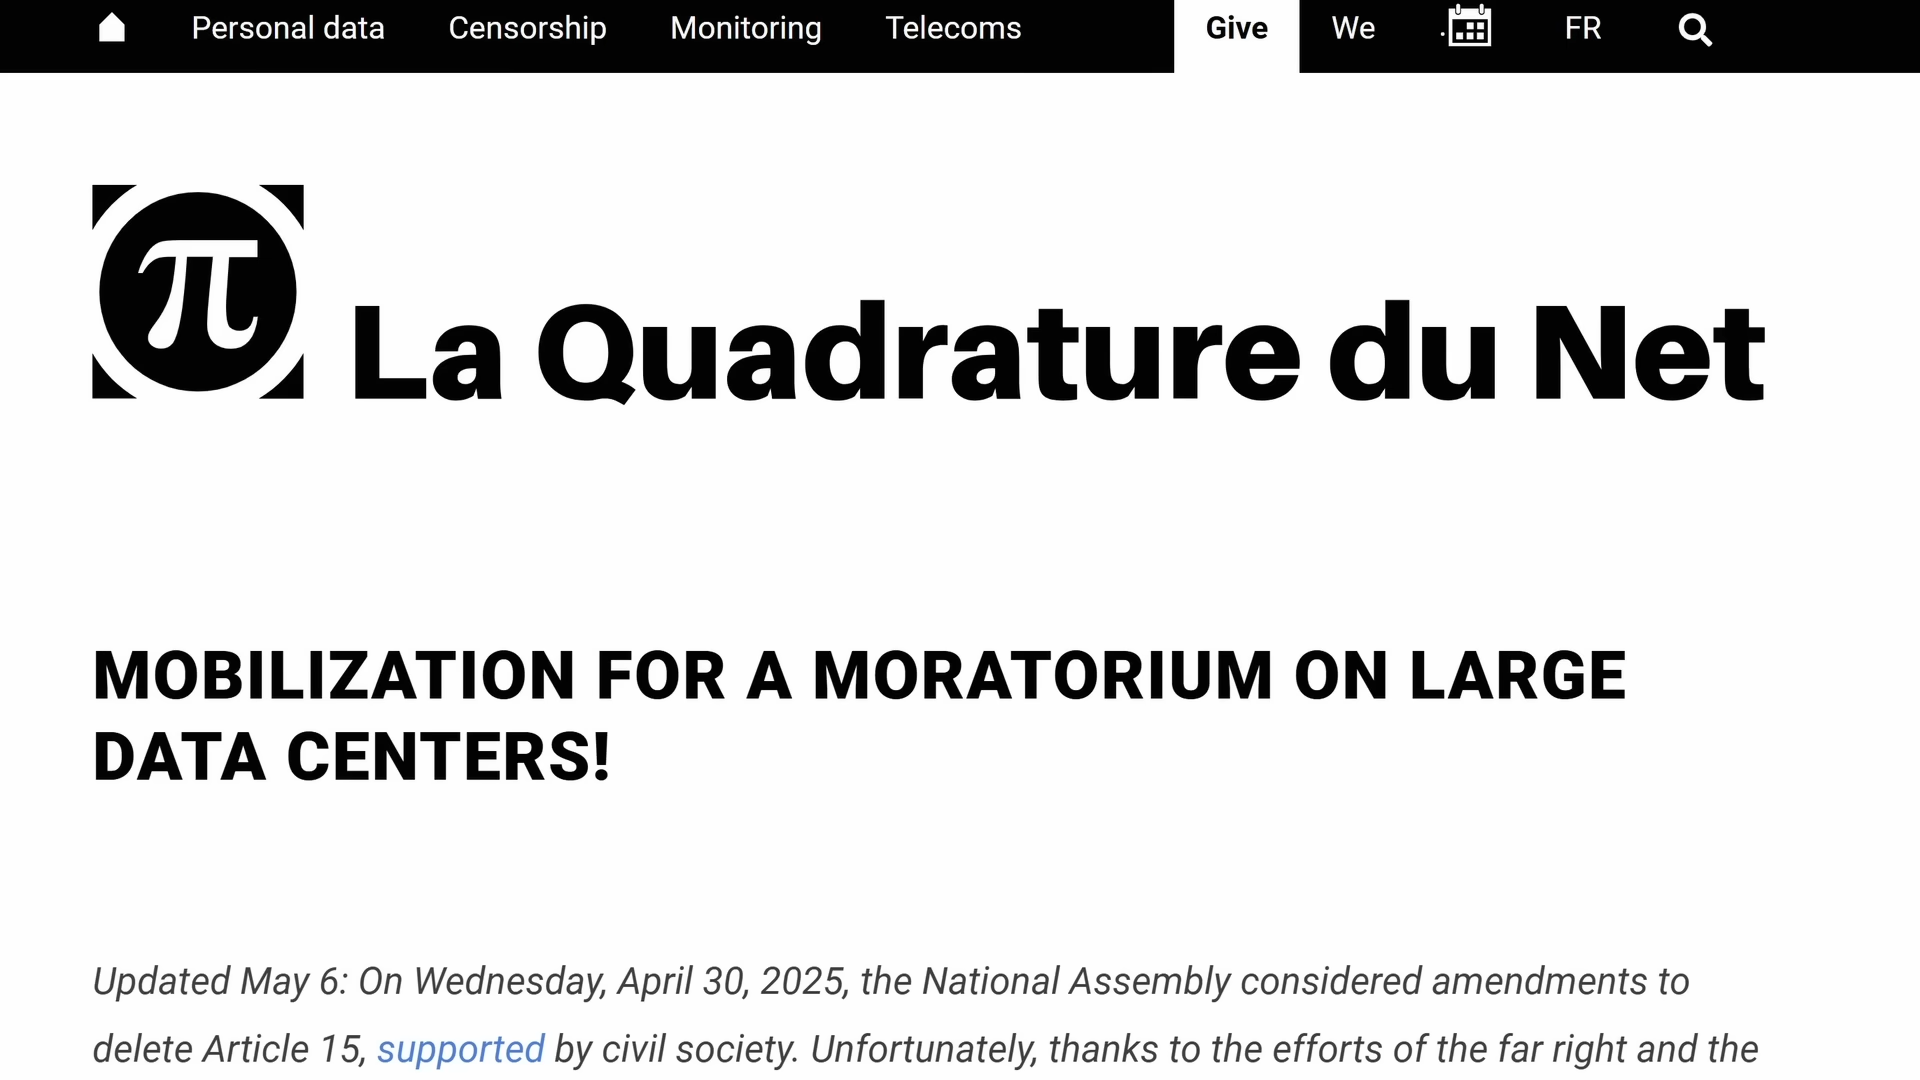 Personal data Censorship Monitoring Telecoms Give We FR
π
La Quadrature du Net
MOBILIZATION FOR A MORATORIUM ON LARGE
DATA CENTERS!
Updated May 6: On Wednesday, April 30, 2025, the National Assembly considered amendments to
delete Article 15, supported by civil society. Unfortunately, thanks to the efforts of the far right and the